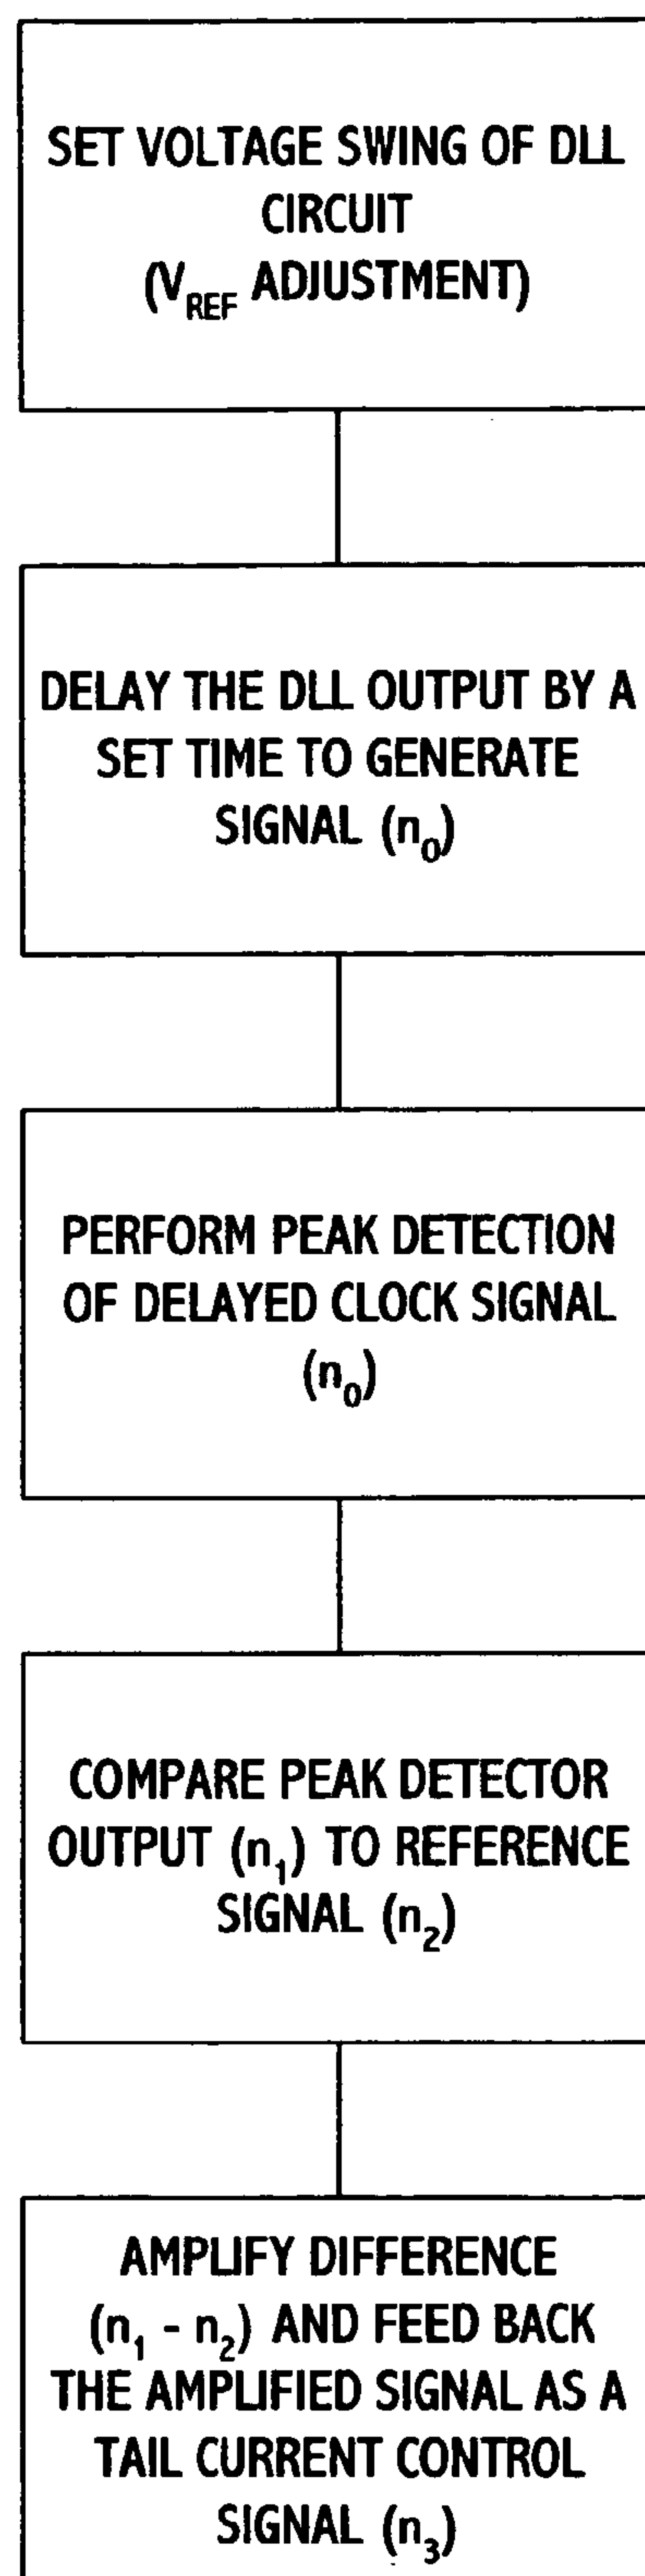 SET VOLTAGE SWING OF DLL
CIRCUIT
(V_REF ADJUSTMENT)
DELAY THE DLL OUTPUT BY A
SET TIME TO GENERATE
SIGNAL (n₀)
PERFORM PEAK DETECTION
OF DELAYED CLOCK SIGNAL
(n₀)
COMPARE PEAK DETECTOR
OUTPUT (n₁) TO REFERENCE
SIGNAL (n₂)
AMPLIFY DIFFERENCE
(n₁ - n₂) AND FEED BACK
THE AMPLIFIED SIGNAL AS A
TAIL CURRENT CONTROL
SIGNAL (n₃)